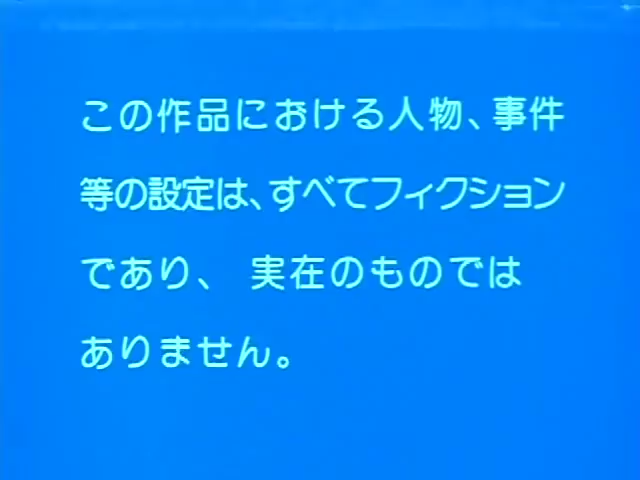 この作品における人物、事件
等の設定は、すべてフィクション
であり、 実在のものでは
ありません。